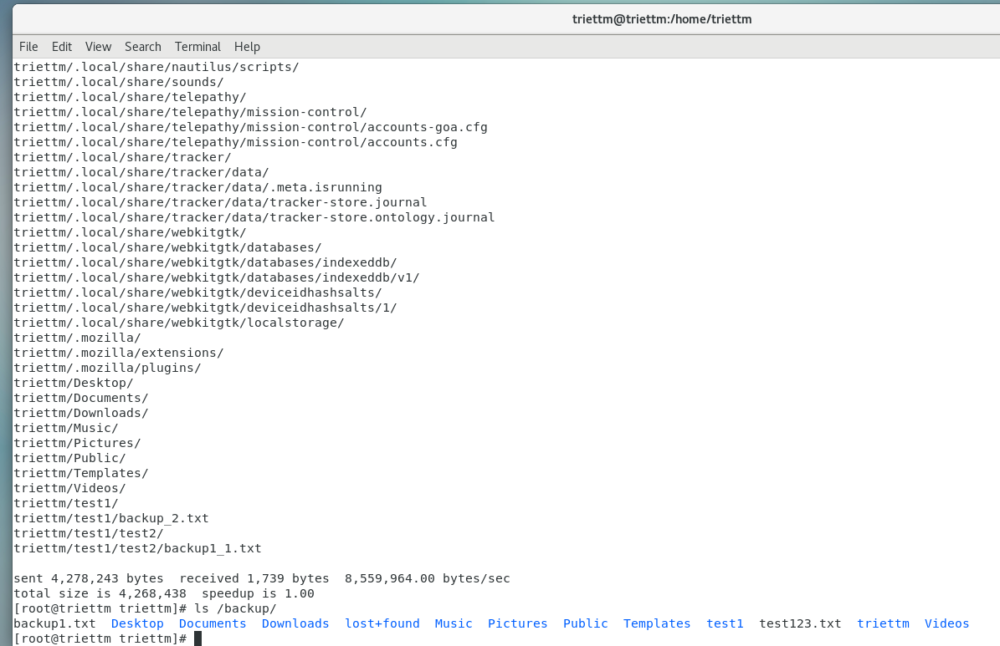 triettm@triettm:/home/triettm
File Edit View Search Terminal Help
triettm/.local/share/nautilus/scripts/
triettm/.local/share/sounds/
triettm/.local/share/telepathy/
triettm/.local/share/telepathy/mission-control/
triettm/.local/share/telepathy/mission-control/accounts-goa.cfg
triettm/.local/share/telepathy/mission-control/accounts.cfg
triettm/.local/share/tracker/
triettm/.local/share/tracker/data/
triettm/.local/share/tracker/data/.meta.isrunning
triettm/.local/share/tracker/data/tracker-store.journal
triettm/.local/share/tracker/data/tracker-store.ontology.journal
triettm/.local/share/webkitgtk/
triettm/.local/share/webkitgtk/databases/
triettm/.local/share/webkitgtk/databases/indexeddb/
triettm/.local/share/webkitgtk/databases/indexeddb/v1/
triettm/.local/share/webkitgtk/deviceidhashsalts/
triettm/.local/share/webkitgtk/deviceidhashsalts/1/
triettm/.local/share/webkitgtk/localstorage/
triettm/.mozilla/
triettm/.mozilla/extensions/
triettm/.mozilla/plugins/
triettm/Desktop/
triettm/Documents/
triettm/Downloads/
triettm/Music/
triettm/Pictures/
triettm/Public/
triettm/Templates/
triettm/Videos/
triettm/test1/
triettm/test1/backup_2.txt
triettm/test1/test2/
triettm/test1/test2/backup1_1.txt
sent 4,278,243 bytes  received 1,739 bytes  8,559,964.00 bytes/sec
total size is 4,268,438  speedup is 1.00
[root@triettm triettm]# ls /backup/
backup1.txt  Desktop  Documents  Downloads  lost+found  Music  Pictures  Public  Templates  test1  test123.txt  triettm  Videos
[root@triettm triettm]#